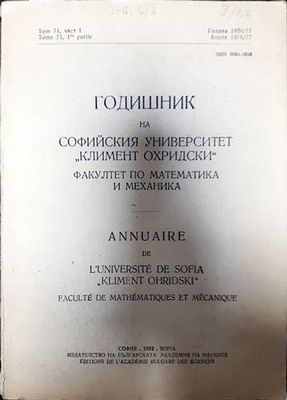 Том 71, част I
Година 1976/77
Tome 71, 1re partie
Année 1976/77
ISSN
ГОДИШНИК
НА
СОФИЙСКИЯ УНИВЕРСИТЕТ
„КЛИМЕНТ ОХРИДСКИ“
ФАКУЛТЕТ ПО МАТЕМАТИКА
И МЕХАНИКА
ANNUAIRE
DE
L'UNIVERSITÉ DE SOFIA
„KLIMENT OHRIDSKI“
FACULTÉ DE MATHÉMATIQUES ET MÉCANIQUE
СОФИЯ . 1982 . SOFIA
ИЗДАТЕЛСТВО НА БЪЛГАРСКАТА АКАДЕМИЯ НА НАУКИТЕ
ÉDITIONS DE L'ACADÉMIE BULGARE DES SCIENCES